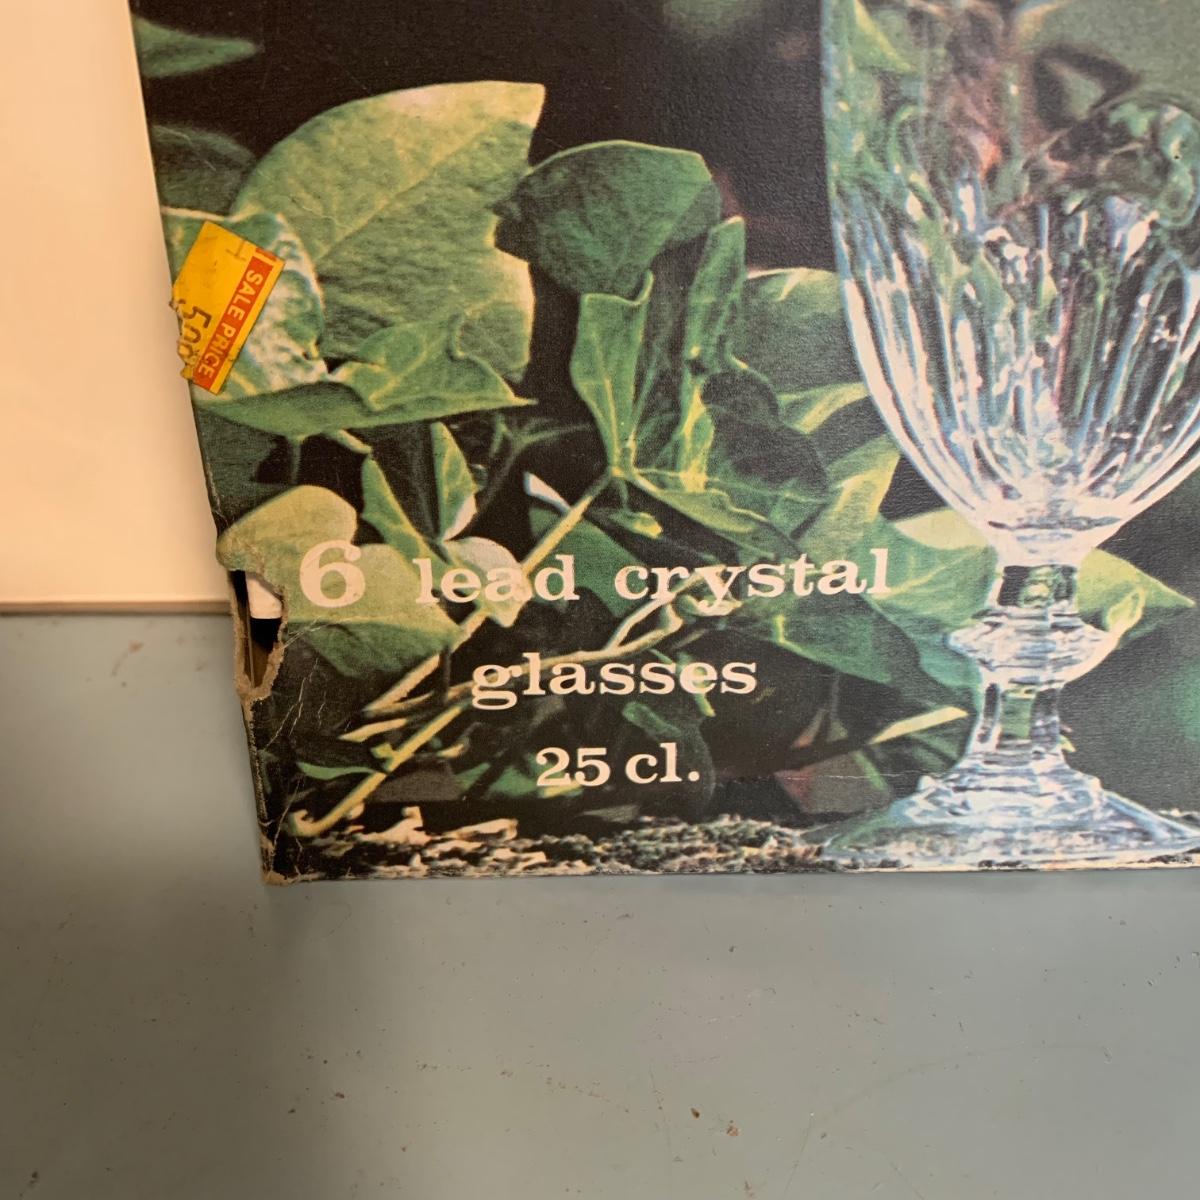 SALE PRICE
6 lead crystal
glasses
25 cl.